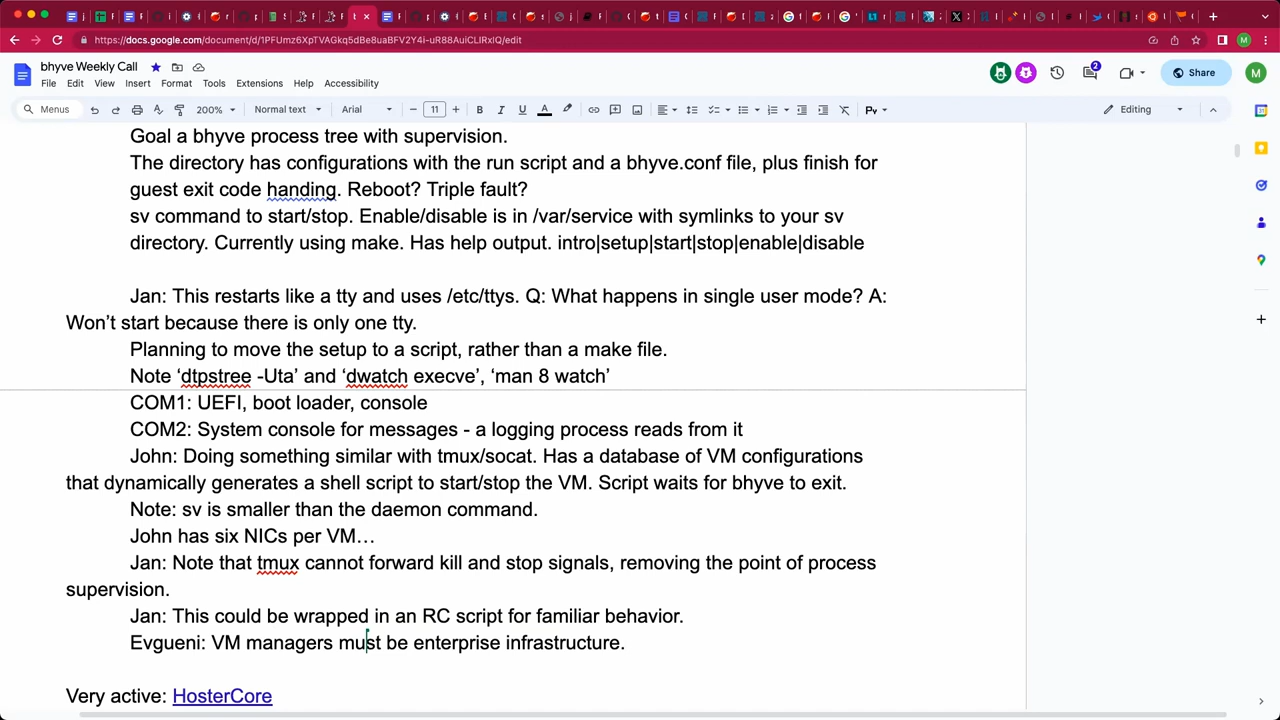 https://docs.google.com/document/d/1PFUmz6XpTVAGkq5dBe8uaBFV2Y4i-uR88AuiCLIRxlQ/edit
bhyve Weekly Call
File Edit View Insert Format Tools Extensions Help Accessibility
2
Share
M
Menus
200%
Normal text
Arial
11
Editing
Goal a bhyve process tree with supervision.
The directory has configurations with the run script and a bhyve.conf file, plus finish for
guest exit code handing. Reboot? Triple fault?
sv command to start/stop. Enable/disable is in /var/service with symlinks to your sv
directory. Currently using make. Has help output. intro|setup|start|stop|enable|disable
Jan: This restarts like a tty and uses /etc/ttys. Q: What happens in single user mode? A:
Won’t start because there is only one tty.
Planning to move the setup to a script, rather than a make file.
Note ‘dtpstree -Uta’ and ‘dwatch execve’, ‘man 8 watch’
COM1: UEFI, boot loader, console
COM2: System console for messages - a logging process reads from it
John: Doing something similar with tmux/socat. Has a database of VM configurations
that dynamically generates a shell script to start/stop the VM. Script waits for bhyve to exit.
Note: sv is smaller than the daemon command.
John has six NICs per VM…
Jan: Note that tmux cannot forward kill and stop signals, removing the point of process
supervision.
Jan: This could be wrapped in an RC script for familiar behavior.
Evgueni: VM managers must be enterprise infrastructure.
Very active: HosterCore